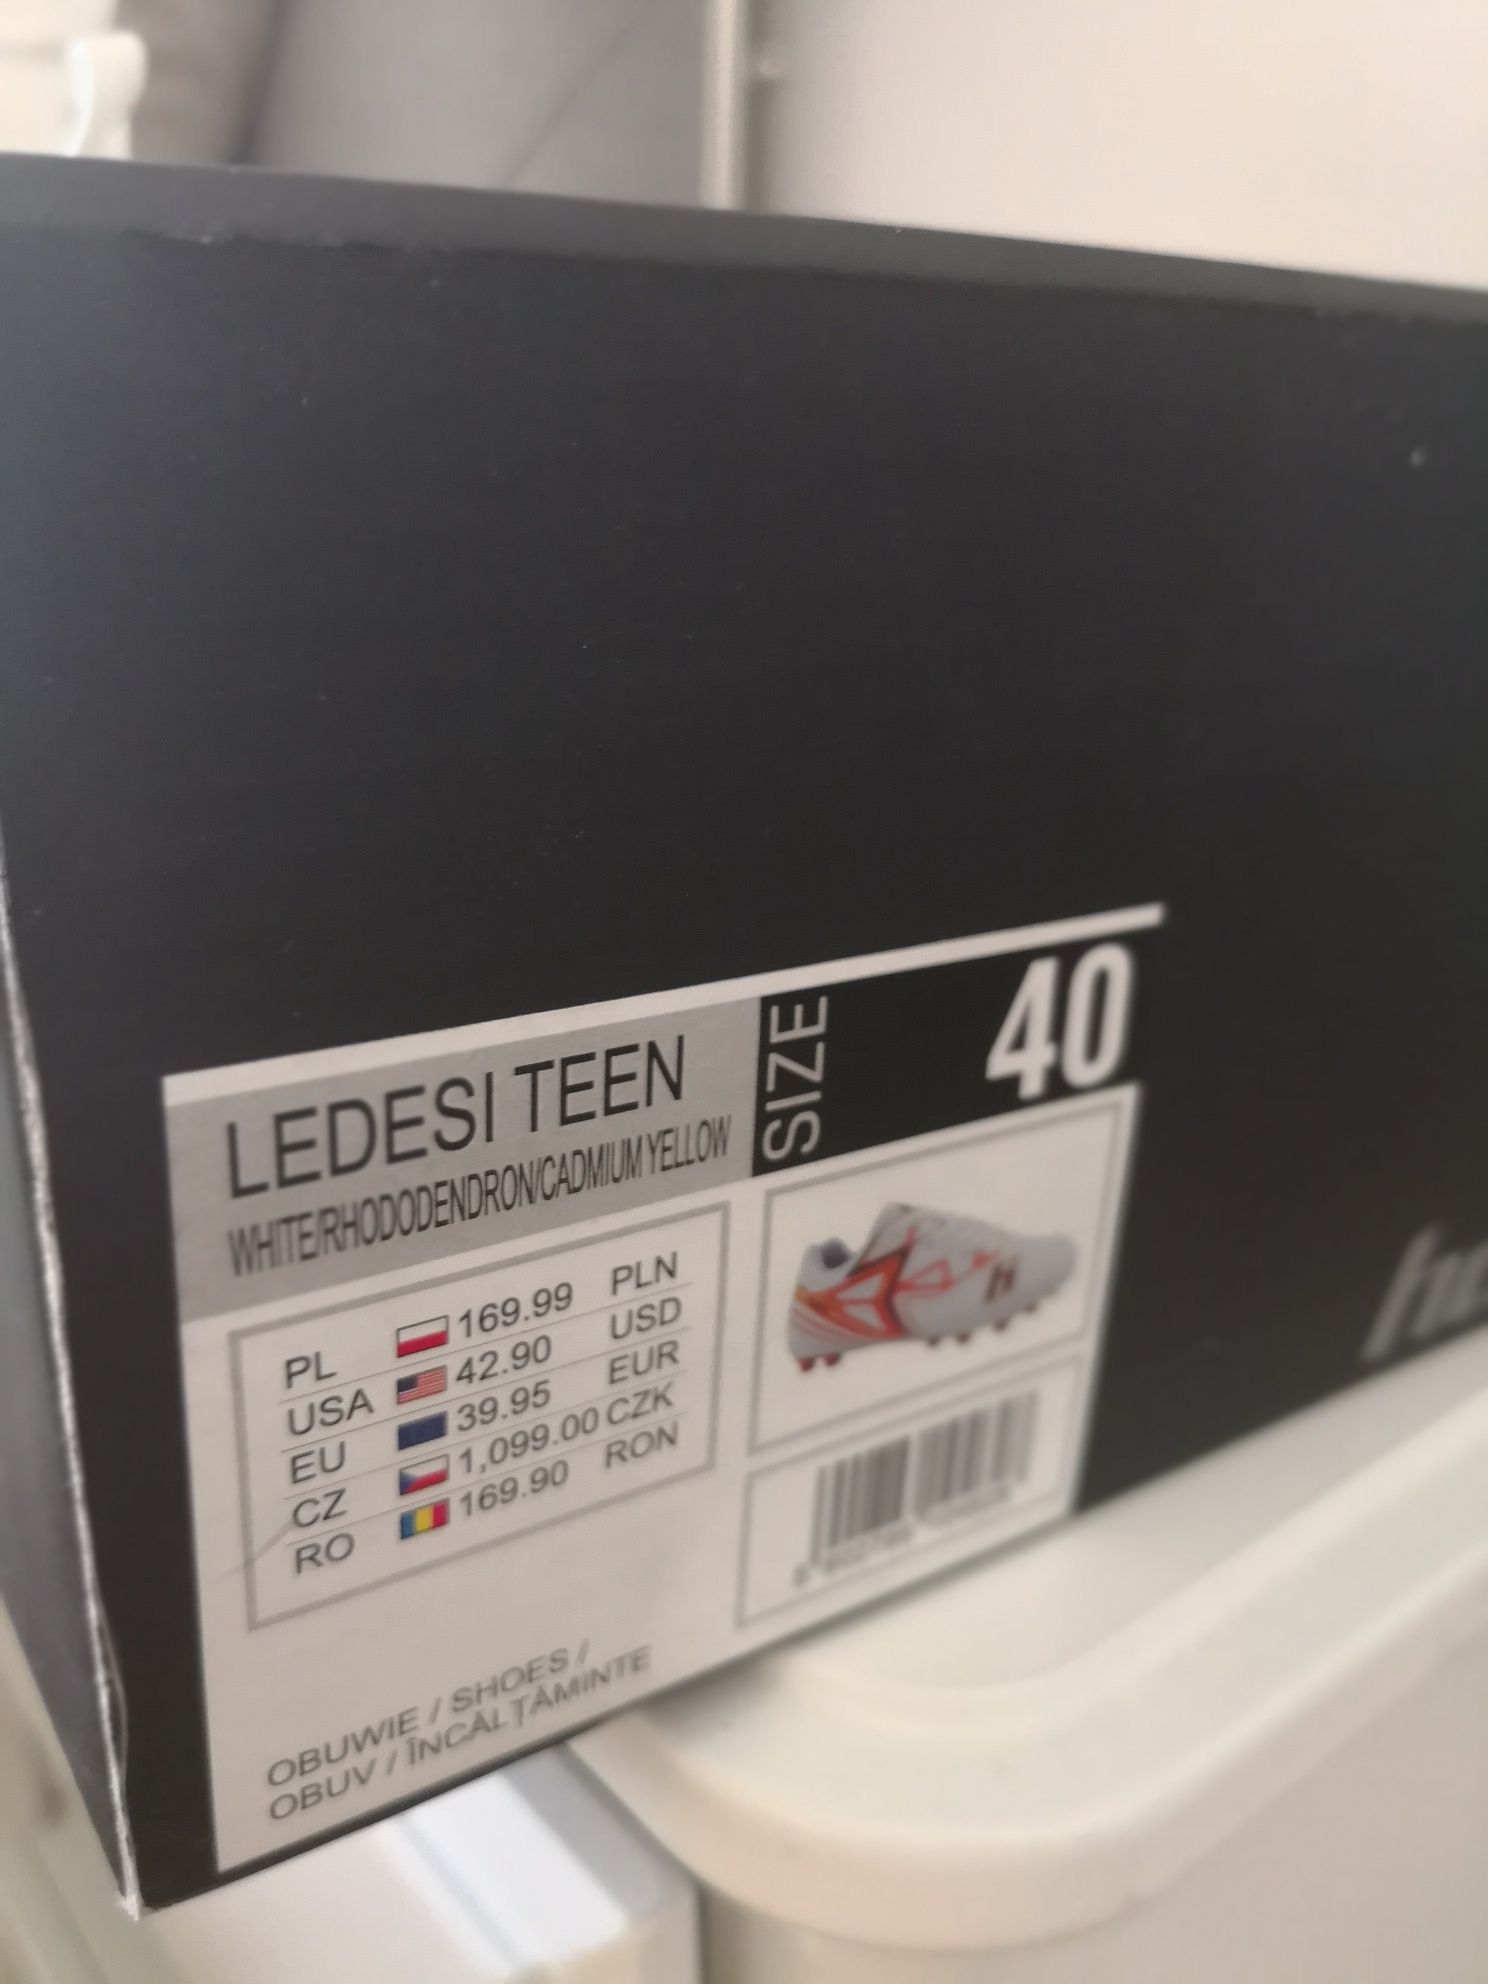 LEDESI TEEN
WHITE/RHODODENDRON/CADMIUM YELLOW
SIZE
40
PL 169.99 PLN
USA 42.90 USD
EU 39.95 EUR
CZ 1,099.00 CZK
RO 169.90 RON
h
OBUWIE / SHOES /
OBUV / ÎNCĂLȚĂMINTE